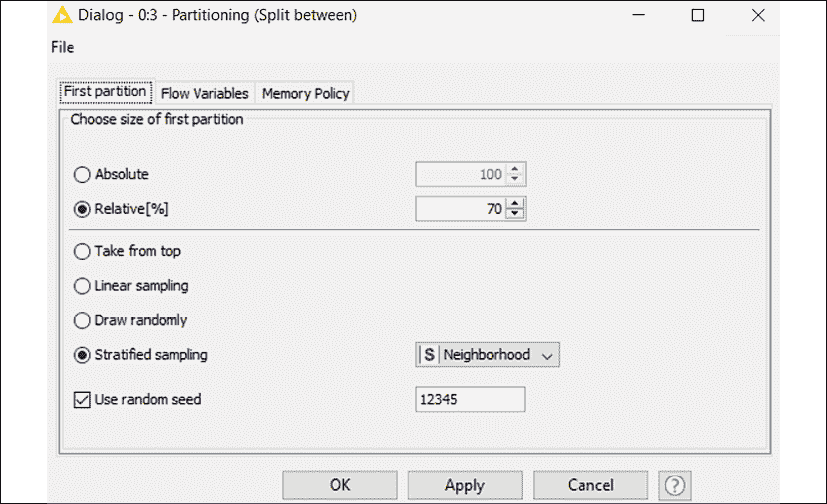 Dialog - 0:3 - Partitioning (Split between)
File
First partition Flow Variables Memory Policy
Choose size of first partition
Absolute 100
Relative[%] 70
Take from top
Linear sampling
Draw randomly
Stratified sampling S Neighborhood
Use random seed 12345
OK Apply Cancel ?